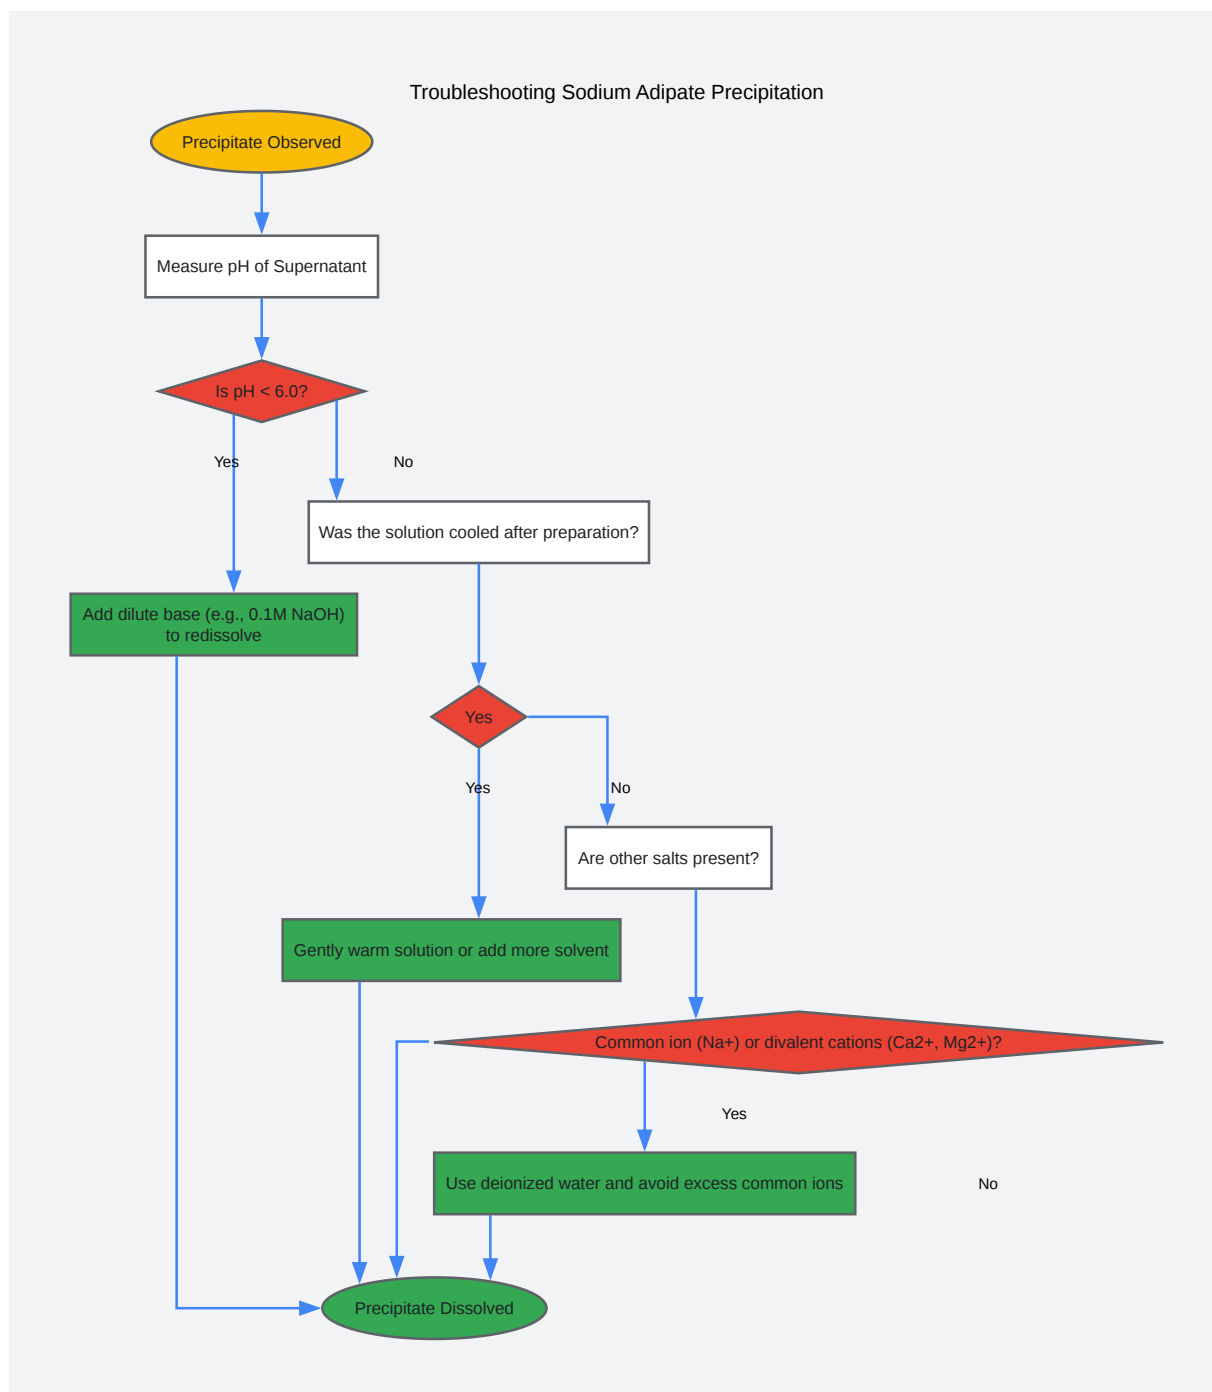 Troubleshooting Sodium Adipate Precipitation
Precipitate Observed
Measure pH of Supernatant
Is pH < 6.0?
Yes
No
Was the solution cooled after preparation?
Add dilute base (e.g., 0.1M NaOH)
to redissolve
Yes
Yes
No
Are other salts present?
Gently warm solution or add more solvent
Common ion (Na+) or divalent cations (Ca2+, Mg2+)?
Yes
Use deionized water and avoid excess common ions
No
Precipitate Dissolved